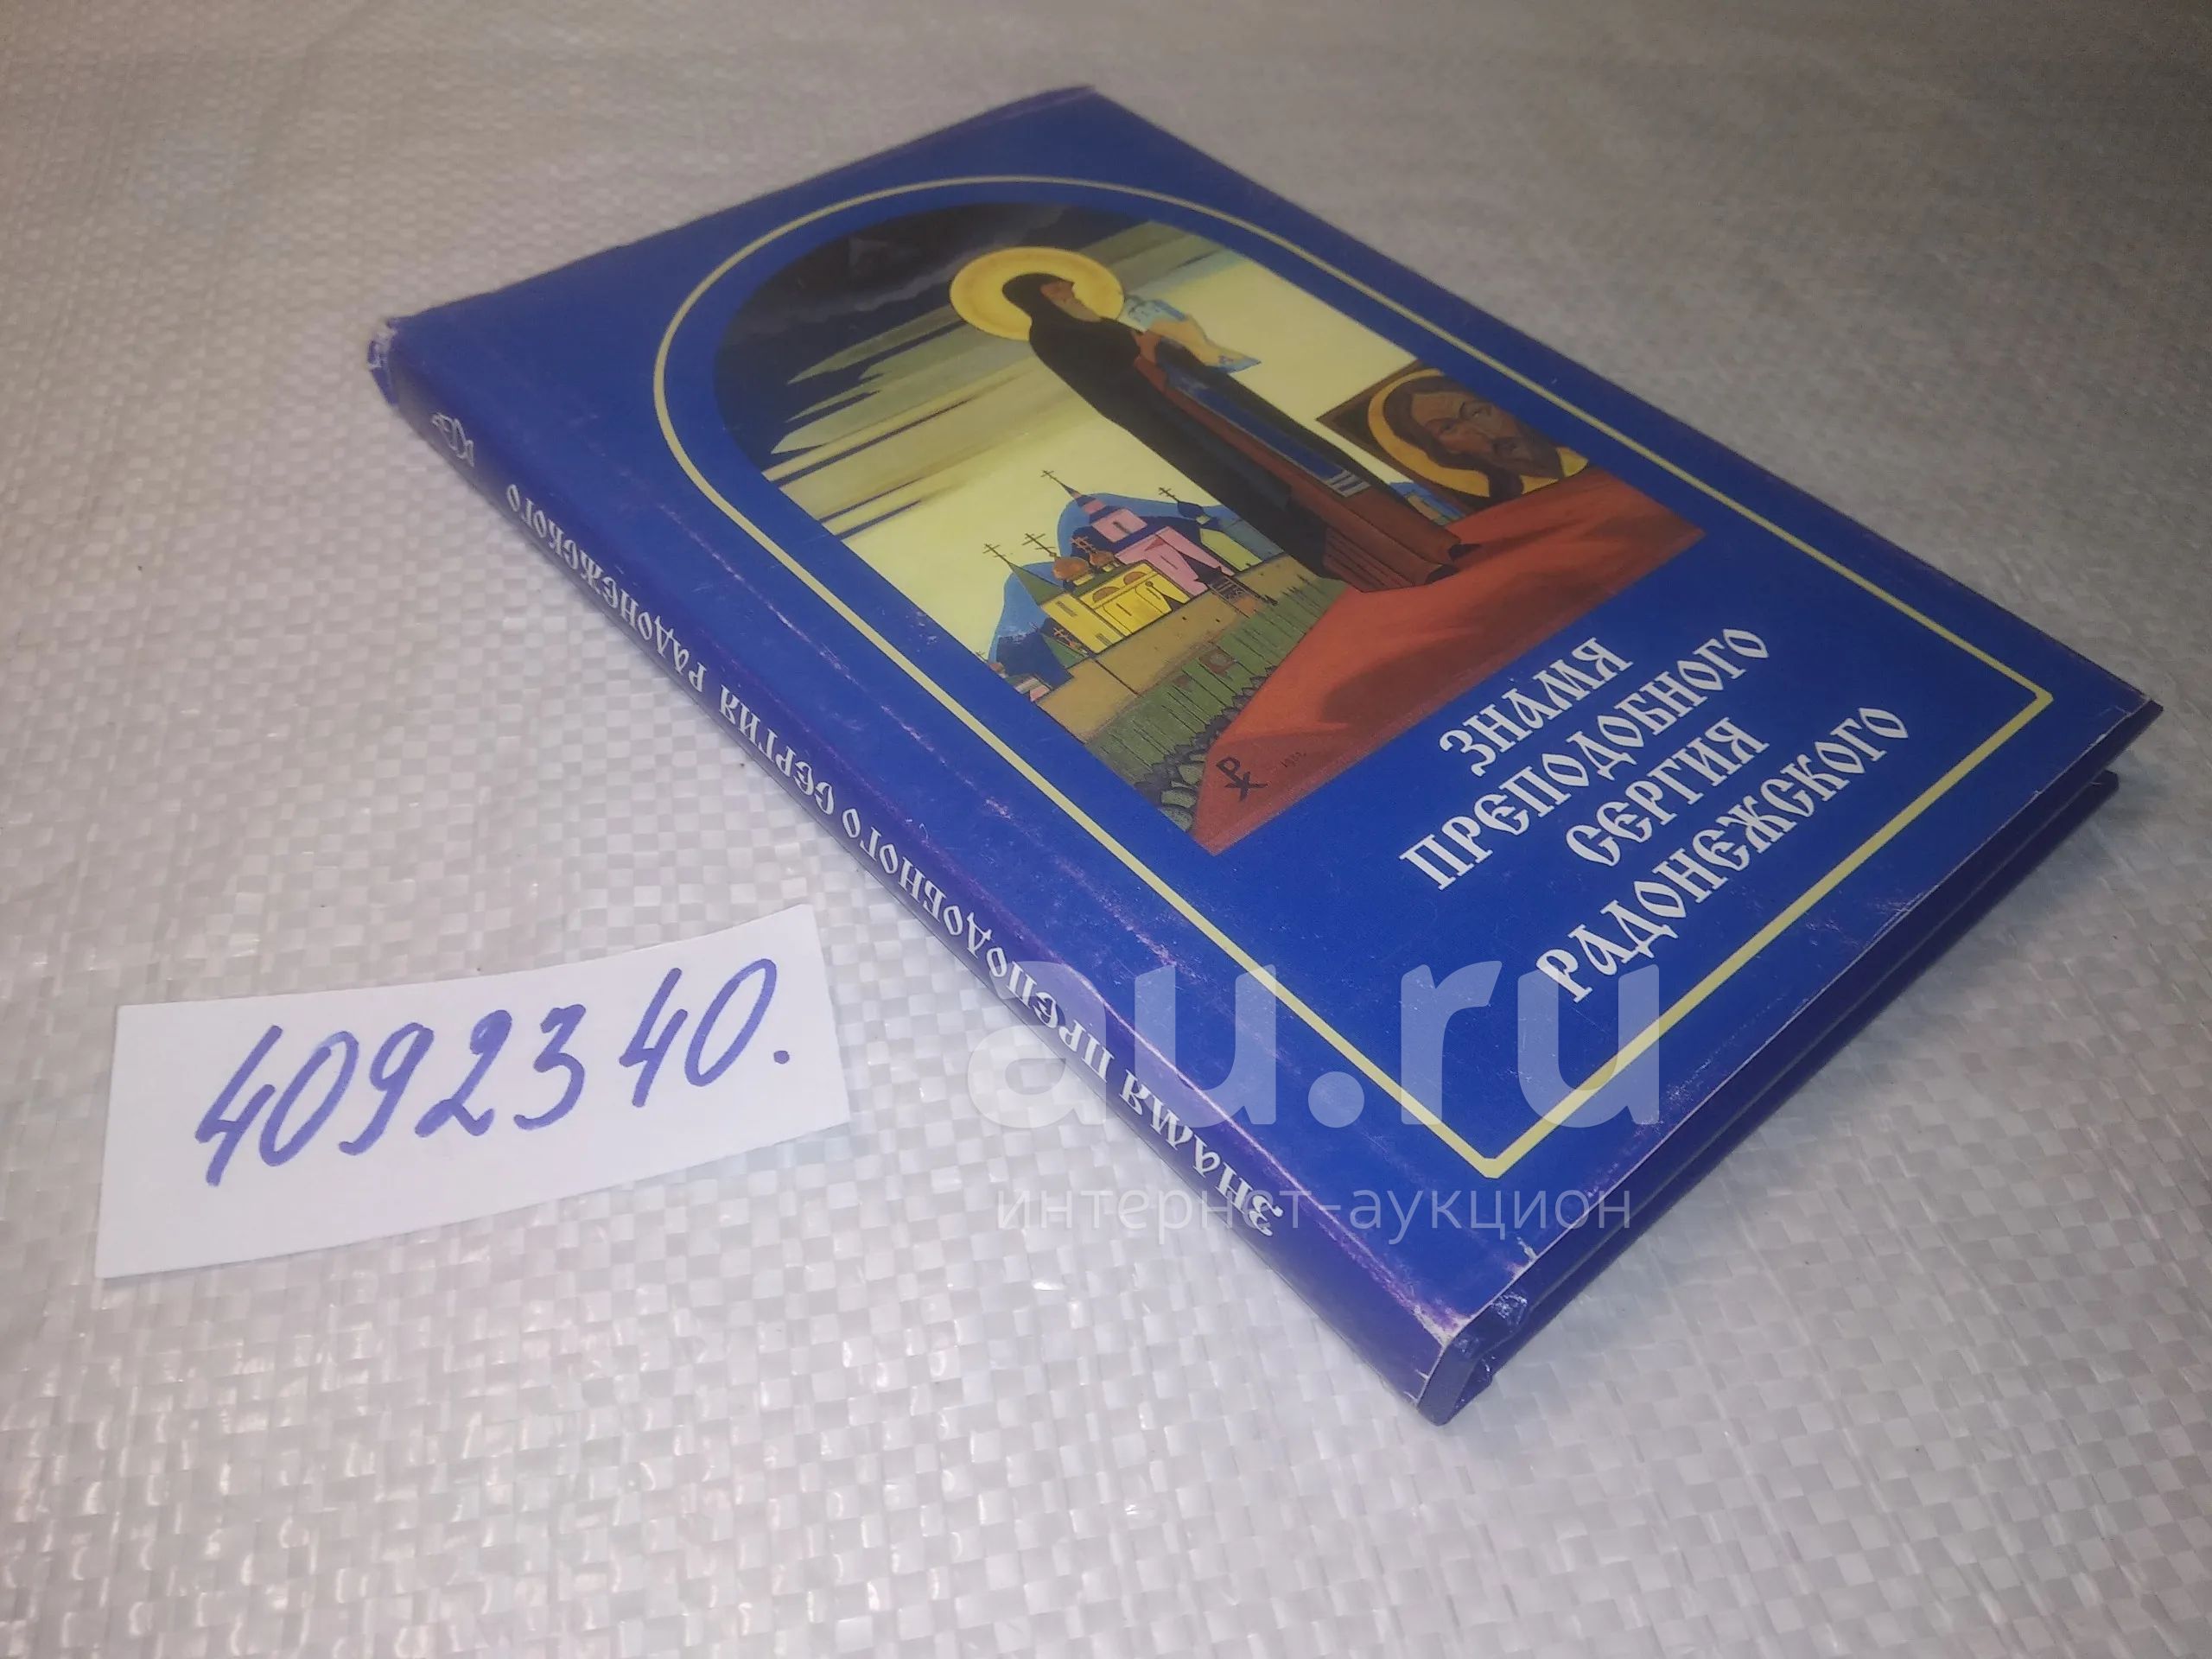 ЗНАМЯ
ПРЕПОДОБНОГО
СЕРГИЯ
РАДОНЕЖСКОГО
ЗНАМЯ ПРЕПОДОБНОГО СЕРГИЯ РАДОНЕЖСКОГО
4092340.
au.ru
интернет-аукцион